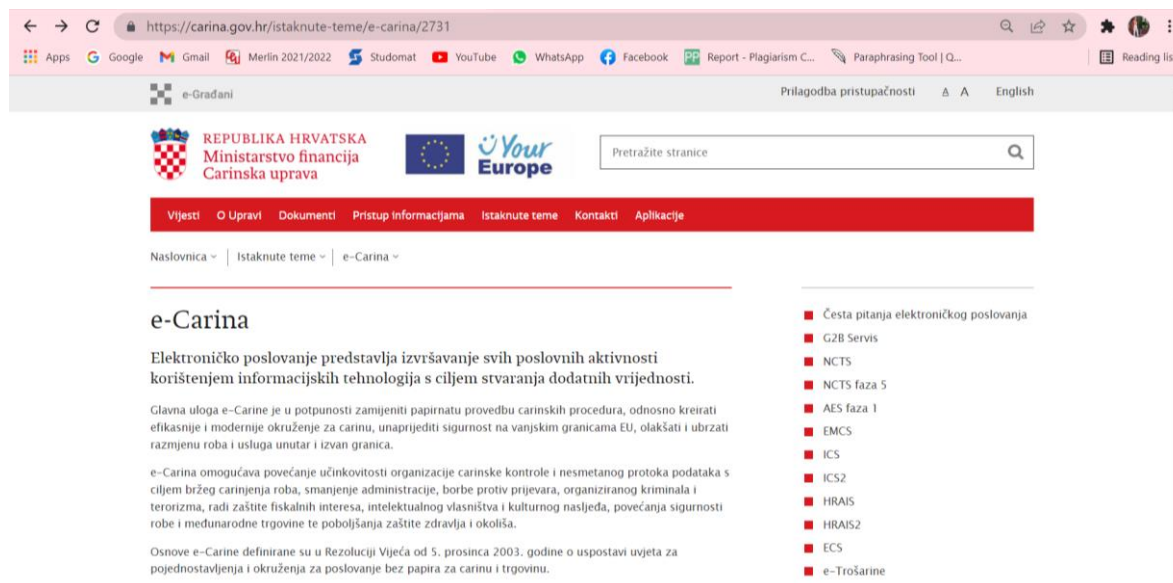 https://carina.gov.hr/istaknute-teme/e-carina/2731
Apps Google Gmail Merlin 2021/2022 Studomat YouTube WhatsApp Facebook Report - Plagiarism C... Paraphrasing Tool | Q... Reading lis
e-Građani Prilagodba pristupačnosti A A English
REPUBLIKA HRVATSKA
Ministarstvo financija
Carinska uprava
Your
Europe
Pretražite stranice
Vijesti O Upravi Dokumenti Pristup informacijama Istaknute teme Kontakti Aplikacije
Naslovnica Istaknute teme e-Carina
e-Carina
Elektroničko poslovanje predstavlja izvršavanje svih poslovnih aktivnosti
korištenjem informacijskih tehnologija s ciljem stvaranja dodatnih vrijednosti.
Glavna uloga e-Carine je u potpunosti zamijeniti papirnatu provedbu carinskih procedura, odnosno kreirati
efikasnije i modernije okruženje za carinu, unaprijediti sigurnost na vanjskim granicama EU, olakšati i ubrzati
razmjenu roba i usluga unutar i izvan granica.
e-Carina omogućava povećanje učinkovitosti organizacije carinske kontrole i nesmetanog protoka podataka s
ciljem bržeg carinjenja roba, smanjenje administracije, borbe protiv prijevara, organiziranog kriminala i
terorizma, radi zaštite fiskalnih interesa, intelektualnog vlasništva i kulturnog nasljeđa, povećanja sigurnosti
robe i međunarodne trgovine te poboljšanja zaštite zdravlja i okoliša.
Osnove e-Carine definirane su u Rezoluciji Vijeća od 5. prosinca 2003. godine o uspostavi uvjeta za
pojednostavljenja i okruženja za poslovanje bez papira za carinu i trgovinu.
Česta pitanja elektroničkog poslovanja
G2B Servis
NCTS
NCTS faza 5
AES faza 1
EMCS
ICS
ICS2
HRAIS
HRAIS2
ECS
e-Trošarine